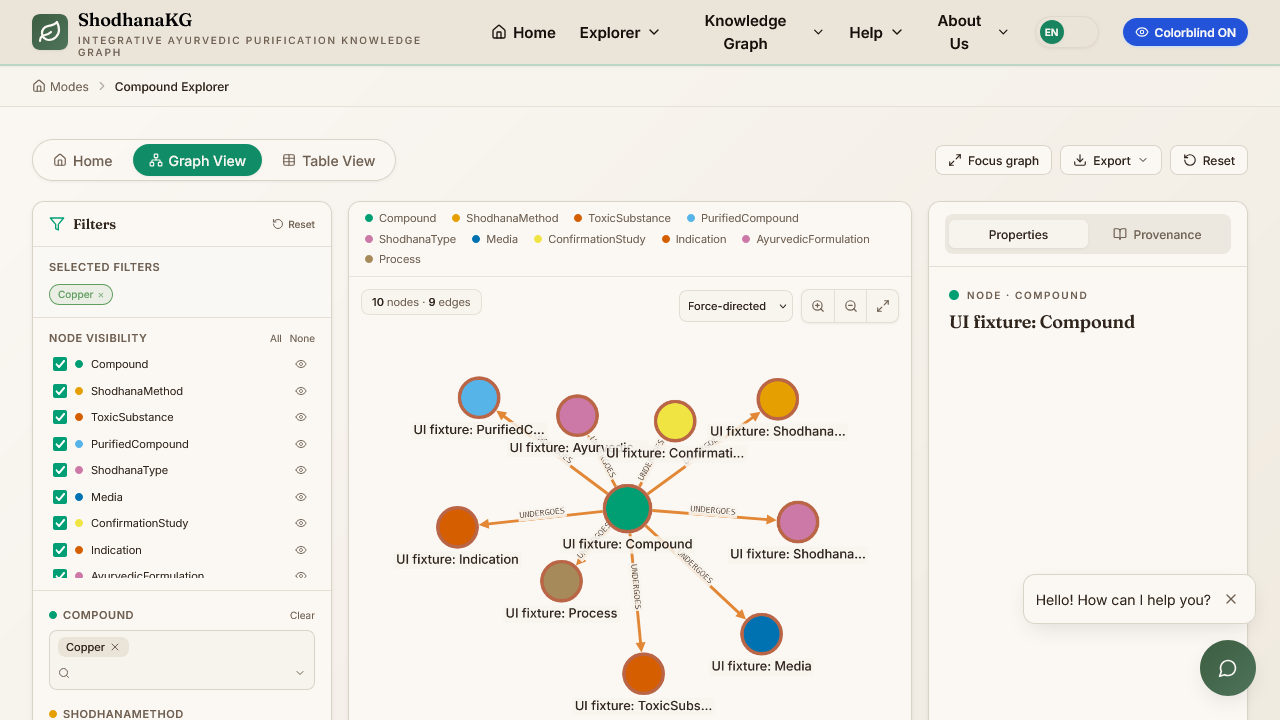 ShodhanaKG
INTEGRATIVE AYURVEDIC PURIFICATION KNOWLEDGE
GRAPH
Home
Explorer
Knowledge
Graph
Help
About
Us
EN
Colorblind ON
Modes
Compound Explorer
Home
Graph View
Table View
Focus graph
Export
Reset
Filters
Reset
SELECTED FILTERS
Copper ×
NODE VISIBILITY
All None
Compound
ShodhanaMethod
ToxicSubstance
PurifiedCompound
ShodhanaType
Media
ConfirmationStudy
Indication
AyurvedicFormulation
COMPOUND
Clear
Copper
SHODHANAMETHOD
Compound ShodhanaMethod ToxicSubstance PurifiedCompound
ShodhanaType Media ConfirmationStudy Indication AyurvedicFormulation
Process
10 nodes · 9 edges
Force-directed
UI fixture: PurifiedC...
UI fixture: Shodhana...
UI fixture: Confirmati...
UNDERGOES
UNDERGOES
UI fixture: Compound
UI fixture: Indication
UI fixture: Shodhana...
UNDERGOES
UNDERGOES
UI fixture: Process
UI fixture: Media
UI fixture: ToxicSubs...
Properties
Provenance
NODE · COMPOUND
UI fixture: Compound
Hello! How can I help you?